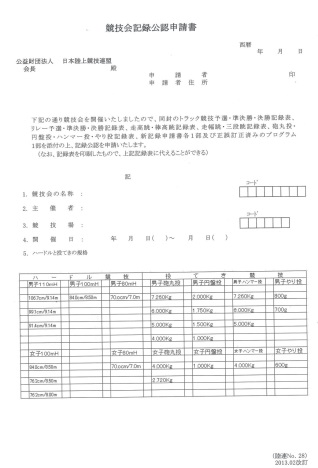 競技会記録公認申請書
西暦
年 月 日
公益財団法人 日本陸上競技連盟
会長 殿
申請者 印
申請者住所
下記の通り競技会を開催いたしましたので、同封のトラック競技予選・準決勝・決勝記録表、
リレー予選・準決勝・決勝記録表、走高跳・棒高跳記録表、走幅跳・三段跳記録表、砲丸投・
円盤投・ハンマー投・やり投記録表、新記録申請書各1部及び正誤訂正済みのプログラム
1部を添付の上、記録公認を申請いたします。
(なお、記録表を印刷したもので、上記記録表に代えることができる)
記
コード
1. 競技会の名称 :
2. 主催者 :
コード
3. 競技場 :
4. 開催日 : 年 月 日( )～ 月 日( )
5. ハードルと投てきの規格
ハードル競技 投てき競技
男子110mH 男子100mH 男子60mH 男子砲丸投 男子円盤投 男子ハンマー投 男子やり投
106.7cm/9.14m 84.0cm/8.50m 70.0cm/7.0m 7.260Kg 2.000Kg 7.260Kg 800g
99.1cm/9.14m 6.000Kg 1.750Kg 6.000Kg 700g
91.4cm/9.14m 5.000Kg 1.500Kg 5.000Kg
4.000Kg 1.000Kg
女子100mH 女子60mH 女子砲丸投 女子円盤投 女子ハンマー投 女子やり投
84.0cm/8.50m 70.0cm/7.0m 4.000Kg 1.000Kg 4.000Kg 600g
76.2cm/8.50m 2.720Kg
76.2cm/8.00m
(陸連No. 28)
2013.02改訂